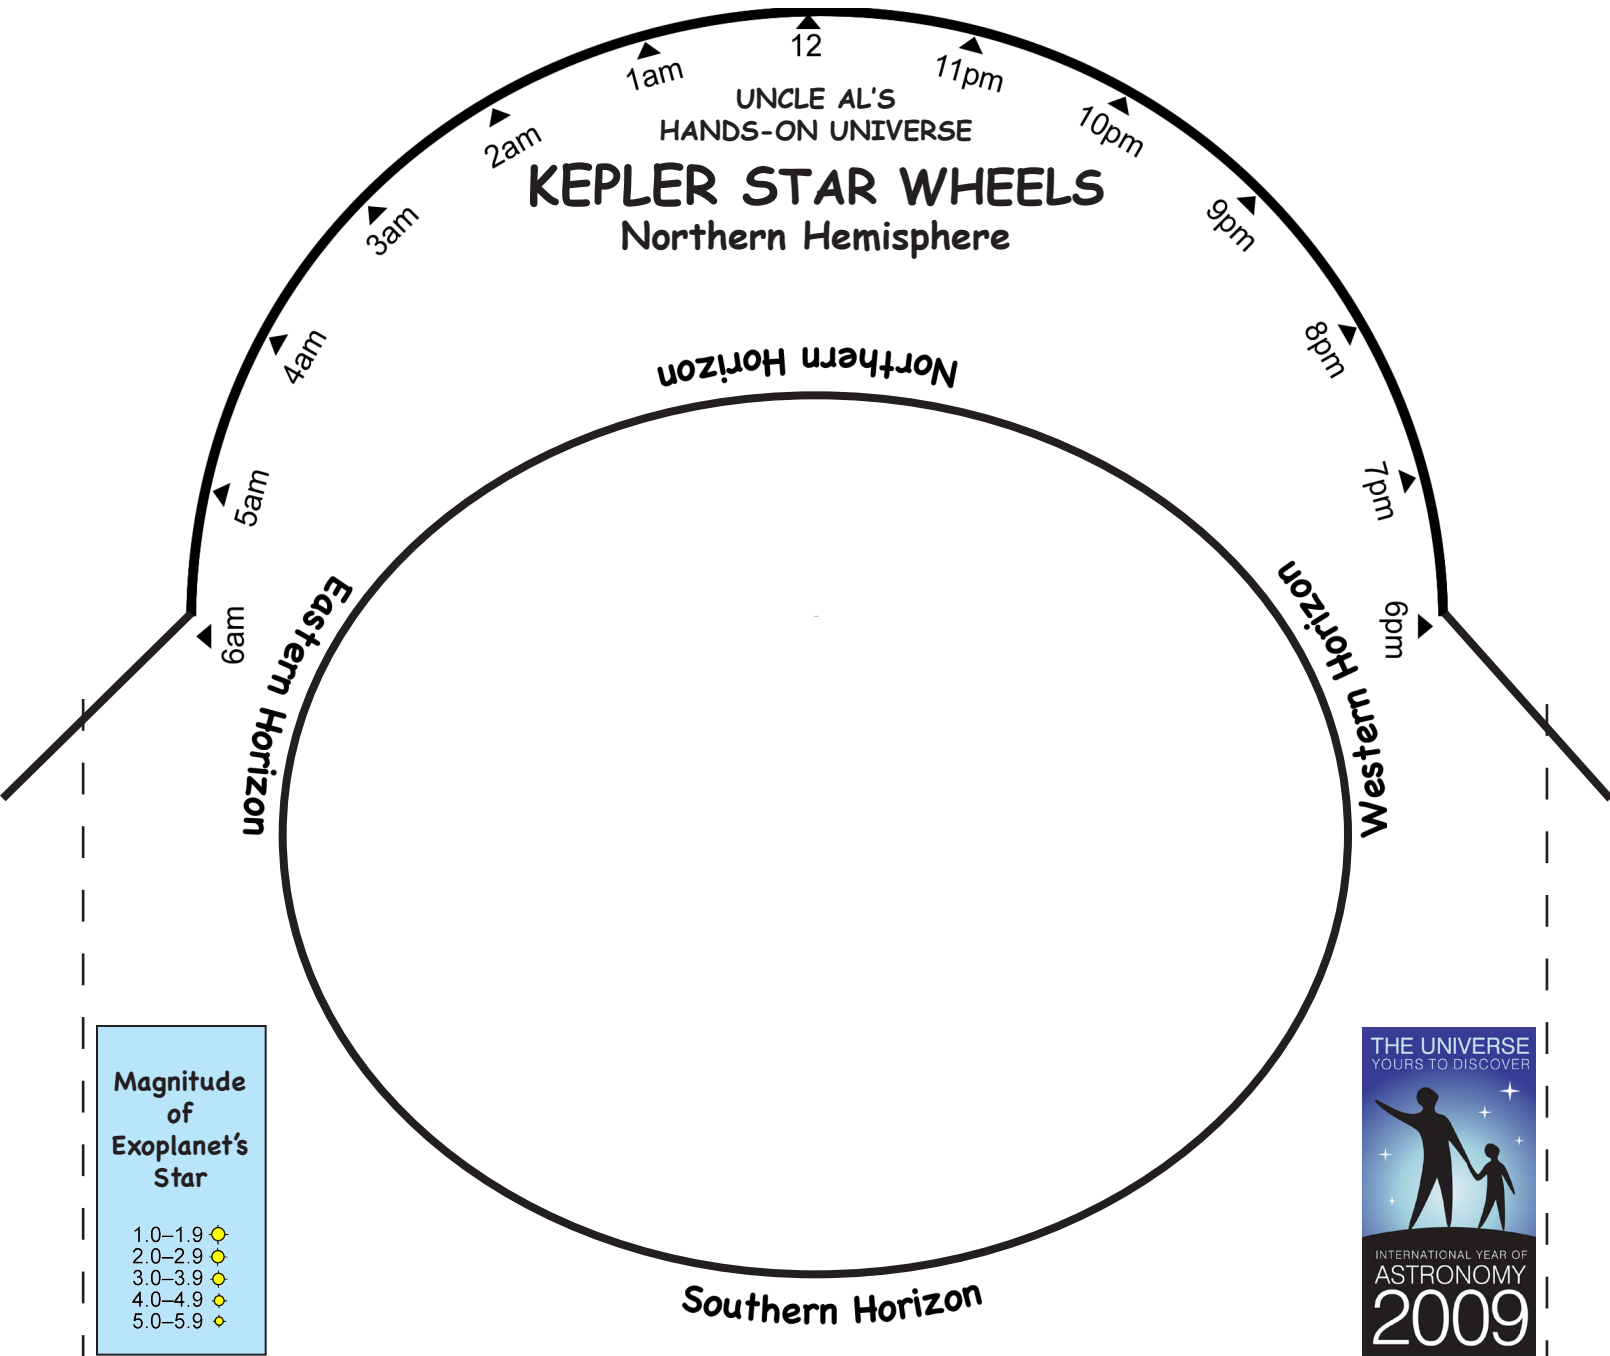 12
1am
11pm
2am
10pm
3am
9pm
4am
8pm
5am
7pm
6am
6pm
UNCLE AL'S
HANDS-ON UNIVERSE
KEPLER STAR WHEELS
Northern Hemisphere
Northern Horizon
Eastern Horizon
Western Horizon
Southern Horizon
Magnitude
of
Exoplanet's
Star
1.0–1.9
2.0–2.9
3.0–3.9
4.0–4.9
5.0–5.9
THE UNIVERSE
YOURS TO DISCOVER
INTERNATIONAL YEAR OF
ASTRONOMY
2009